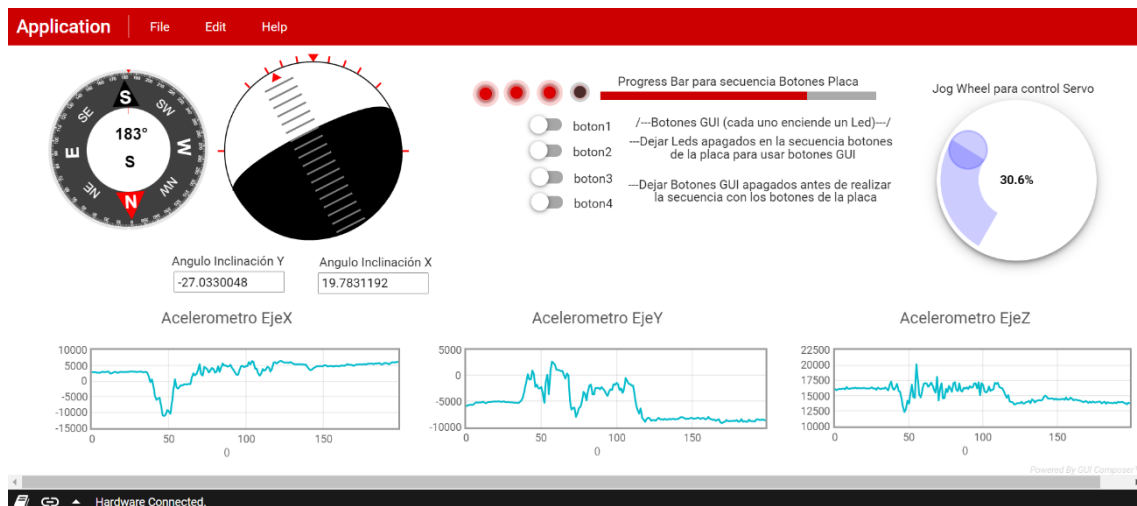 Application File Edit Help
Progress Bar para secuencia Botones Placa
Jog Wheel para control Servo
S
SW
W
NW
N
NE
E
SE
183°
S
boton1
boton2
boton3
boton4
/---Botones GUI (cada uno enciende un Led)---/
---Dejar Leds apagados en la secuencia botones
de la placa para usar botones GUI
---Dejar Botones GUI apagados antes de realizar
la secuencia con los botones de la placa
30.6%
Angulo Inclinación Y
-27.0330048
Angulo Inclinación X
19.7831192
Acelerometro EjeX
10000
5000
0
-5000
-10000
-15000
0 50 100 150
()
Acelerometro EjeY
5000
0
-5000
-10000
0 50 100 150
()
Acelerometro EjeZ
22500
20000
17500
15000
12500
10000
0 50 100 150
()
Powered By GUI Composer
Hardware Connected.